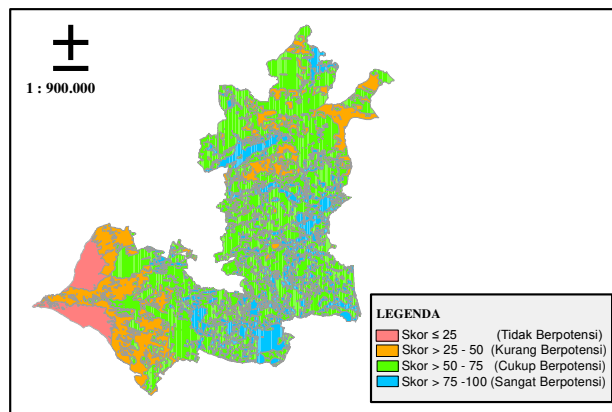 1 : 900.000
LEGENDA
Skor ≤ 25 (Tidak Berpotensi)
Skor > 25 - 50 (Kurang Berpotensi)
Skor > 50 - 75 (Cukup Berpotensi)
Skor > 75 -100 (Sangat Berpotensi)